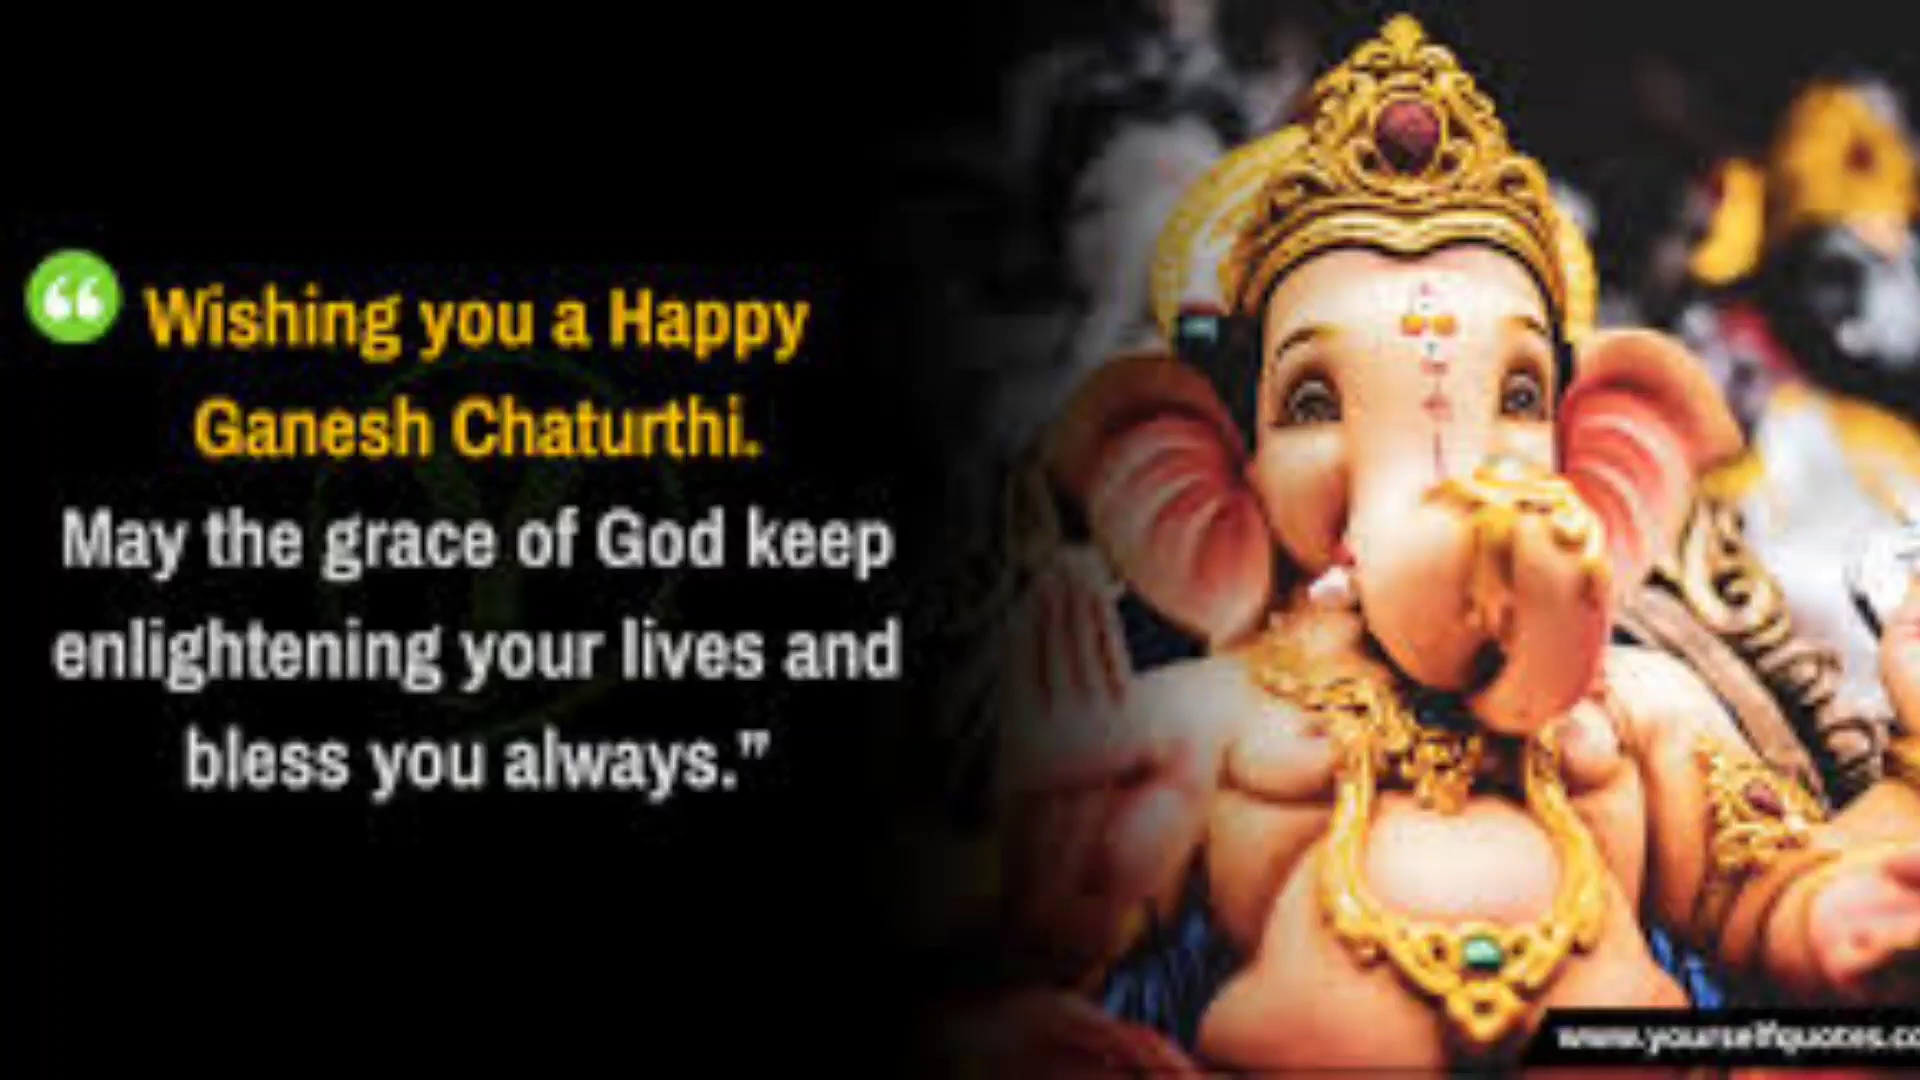 “Wishing you a Happy
Ganesh Chaturthi.
May the grace of God keep
enlightening your lives and
bless you always.”
www.yourselfquotes.co